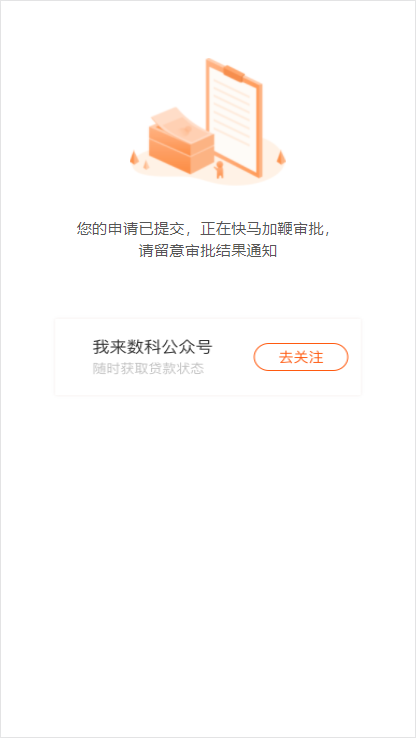 您的申请已提交，正在快马加鞭审批，
请留意审批结果通知
我来数科公众号
随时获取贷款状态
去关注